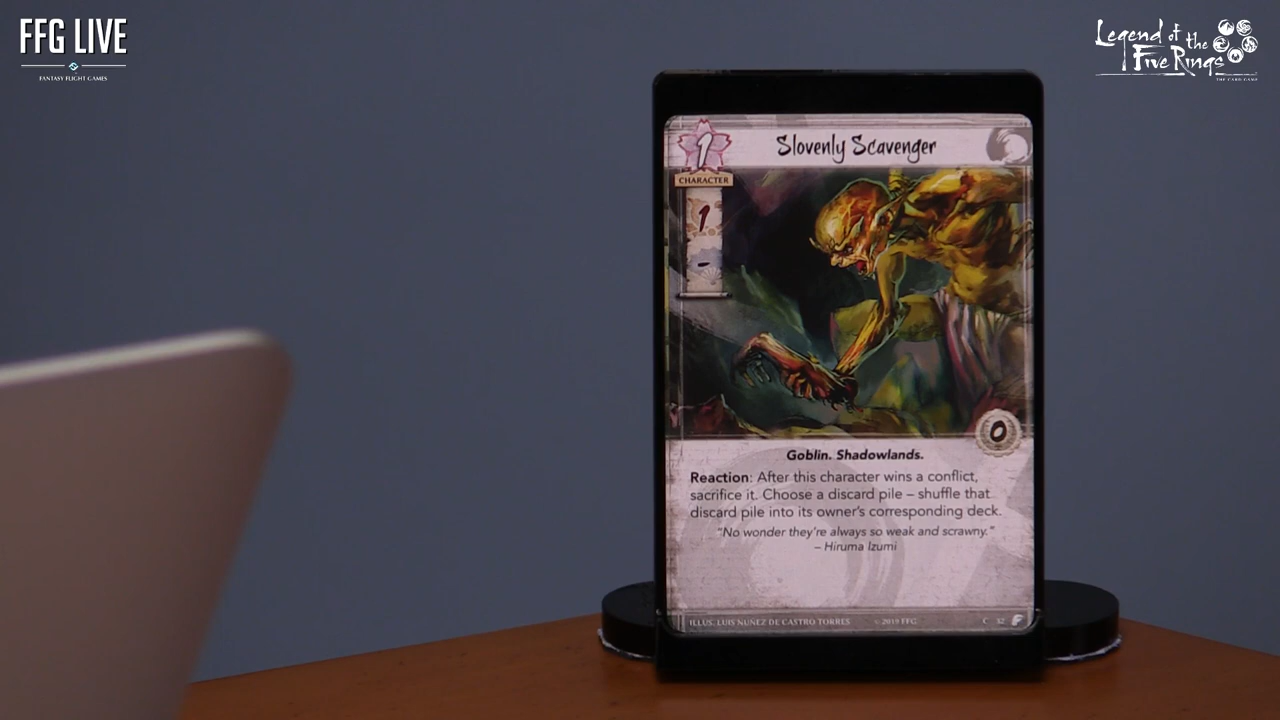 FFG LIVE
FANTASY FLIGHT GAMES
Legend of the
Five Rings
THE CARD GAME
1
Slovenly Scavenger
CHARACTER
1
-
0
Goblin. Shadowlands.
Reaction: After this character wins a conflict,
sacrifice it. Choose a discard pile – shuffle that
discard pile into its owner's corresponding deck.
"No wonder they're always so weak and scrawny."
– Hiruma Izumi
ILLUS. LUIS NUÑEZ DE CASTRO TORRES © 2019 FFG C 32